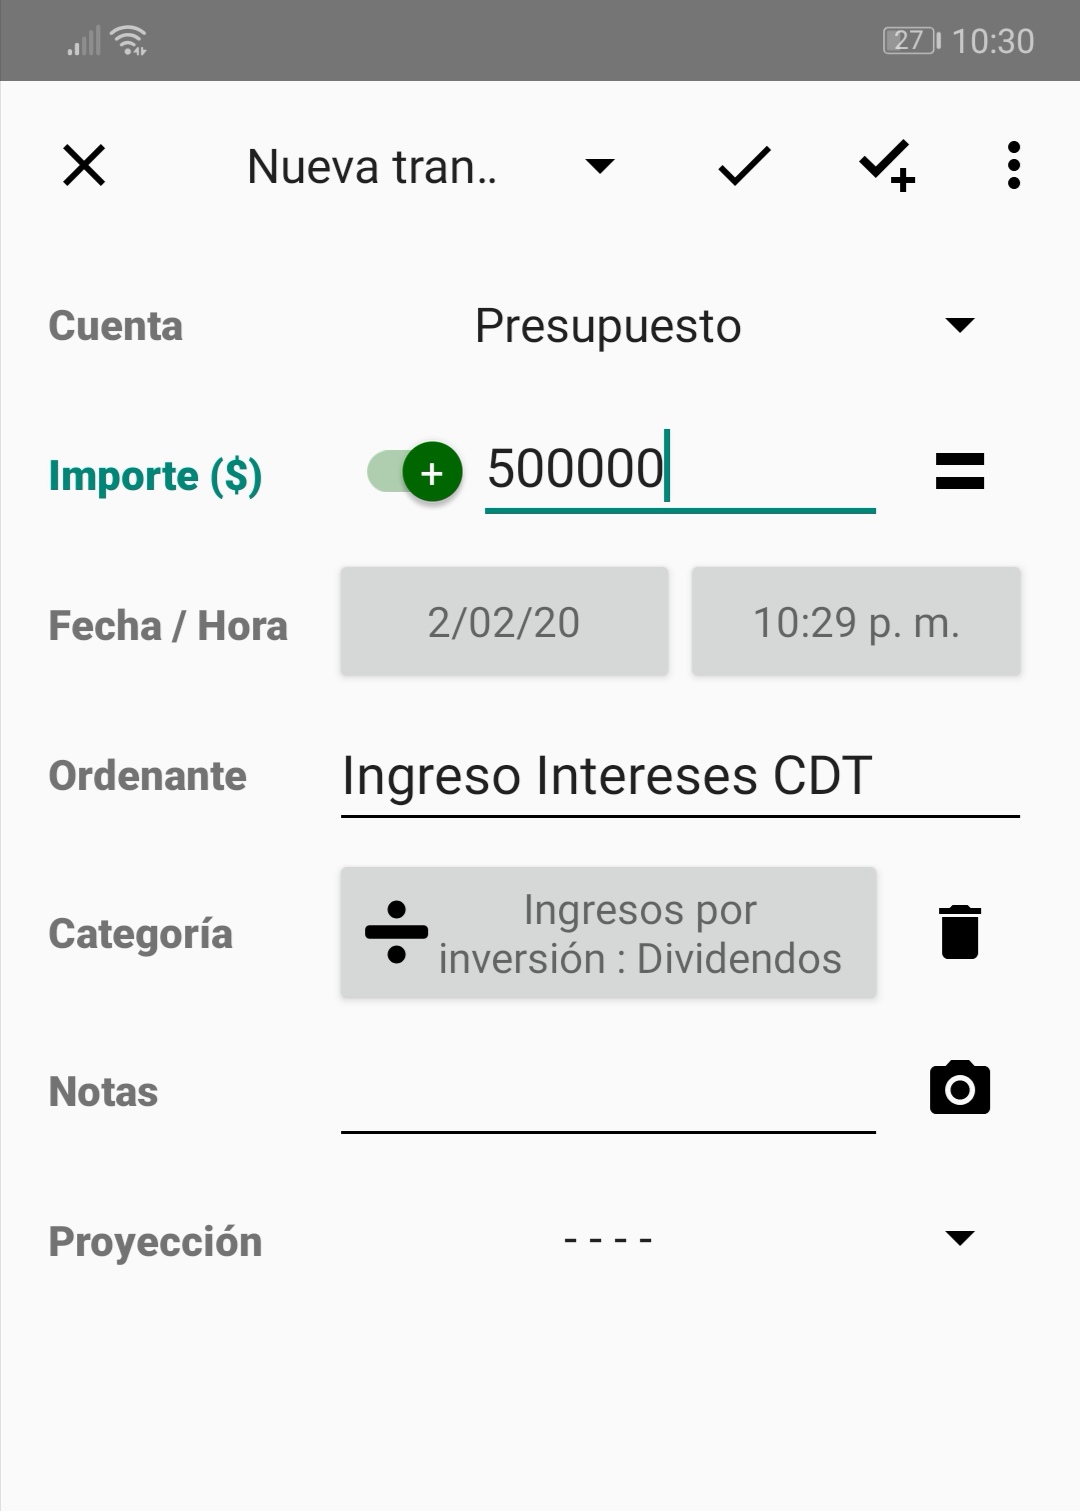 27 10:30
Nueva tran..
Cuenta Presupuesto
Importe ($) + 500000
Fecha / Hora 2/02/20 10:29 p. m.
Ordenante Ingreso Intereses CDT
Categoría Ingresos por
inversión : Dividendos
Notas
Proyección - - - -